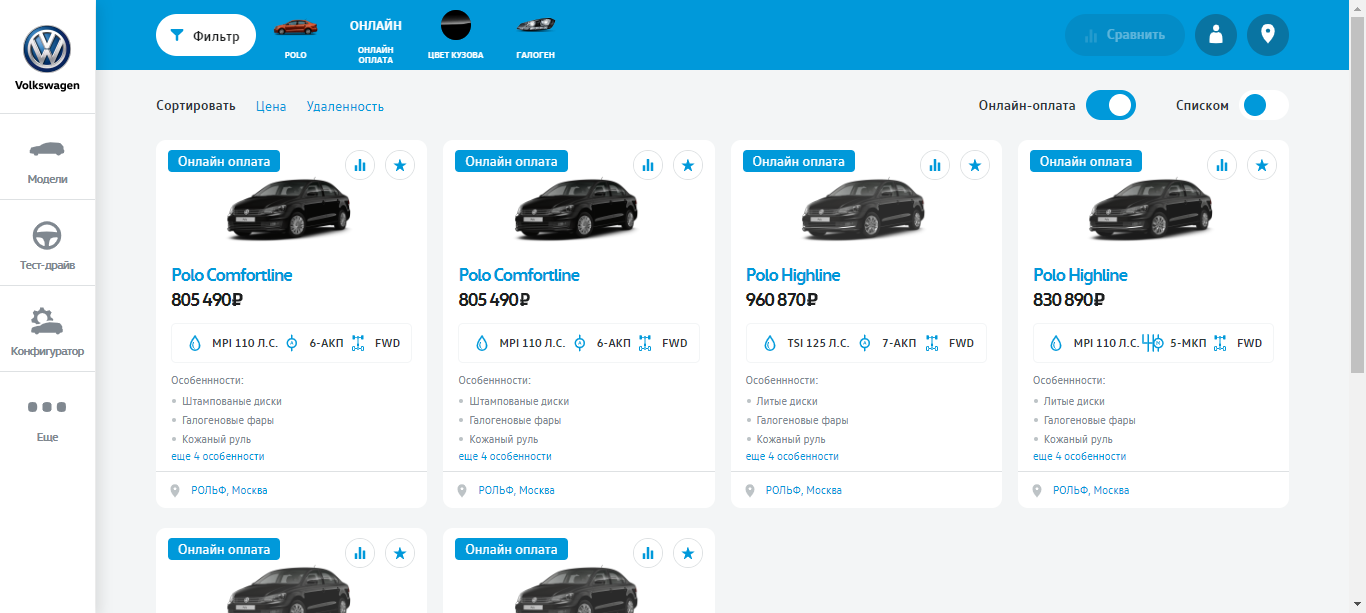 Volkswagen
Модели
Тест-драйв
Конфигуратор
Еще
Фильтр
POLO
ОНЛАЙН
ОНЛАЙН
ОПЛАТА
ЦВЕТ КУЗОВА
ГАЛОГЕН
Сравнить
Сортировать Цена Удаленность
Онлайн-оплата Списком
Онлайн оплата
Polo Comfortline
805 490₽
MPI 110 Л.С. 6-АКП FWD
Особеннности:
Штампованые диски
Галогеновые фары
Кожаный руль
еще 4 особенности
РОЛЬФ, Москва
Онлайн оплата
Polo Comfortline
805 490₽
MPI 110 Л.С. 6-АКП FWD
Особеннности:
Штампованые диски
Галогеновые фары
Кожаный руль
еще 4 особенности
РОЛЬФ, Москва
Онлайн оплата
Polo Highline
960 870₽
TSI 125 Л.С. 7-АКП FWD
Особеннности:
Литые диски
Галогеновые фары
Кожаный руль
еще 4 особенности
РОЛЬФ, Москва
Онлайн оплата
Polo Highline
830 890₽
MPI 110 Л.С. 5-МКП FWD
Особеннности:
Литые диски
Галогеновые фары
Кожаный руль
еще 4 особенности
РОЛЬФ, Москва
Онлайн оплата
Онлайн оплата